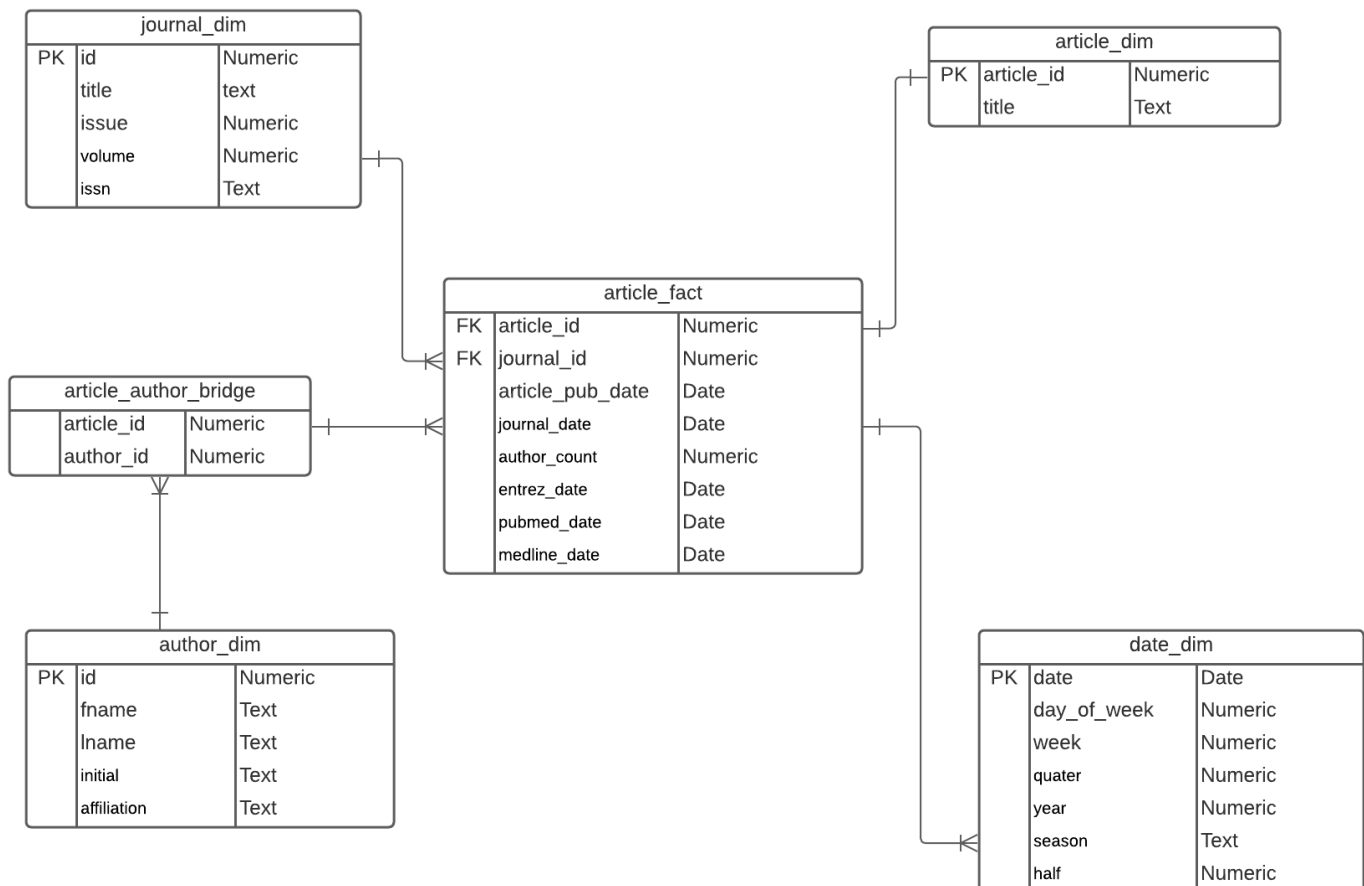 journal_dim
PK id Numeric
title text
issue Numeric
volume Numeric
issn Text
article_dim
PK article_id Numeric
title Text
article_fact
FK article_id Numeric
FK journal_id Numeric
article_pub_date Date
journal_date Date
author_count Numeric
entrez_date Date
pubmed_date Date
medline_date Date
article_author_bridge
article_id Numeric
author_id Numeric
author_dim
PK id Numeric
fname Text
lname Text
initial Text
affiliation Text
date_dim
PK date Date
day_of_week Numeric
week Numeric
quater Numeric
year Numeric
season Text
half Numeric